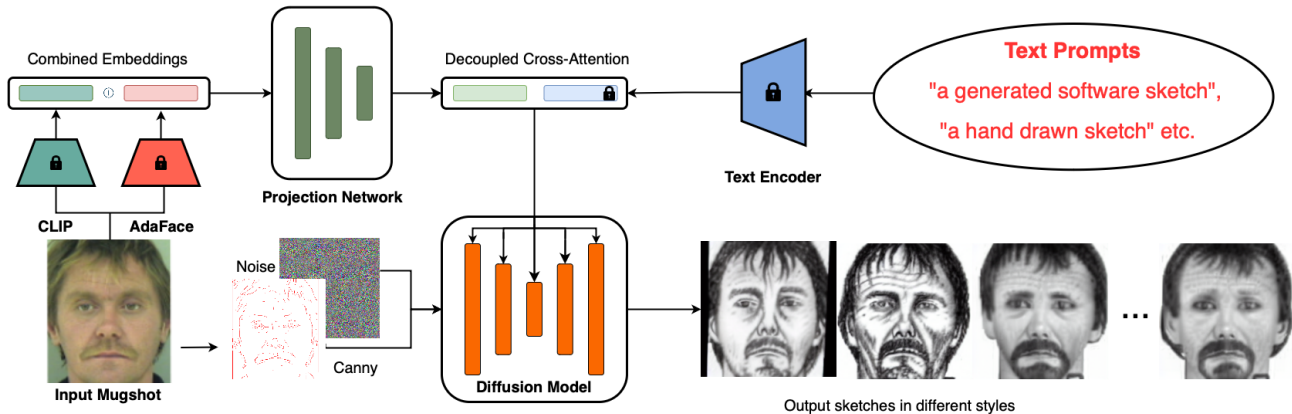 Combined Embeddings
Decoupled Cross-Attention
Text Prompts
"a generated software sketch",
"a hand drawn sketch" etc.
Text Encoder
Projection Network
CLIP
AdaFace
Noise
Canny
Input Mugshot
Diffusion Model
...
Output sketches in different styles